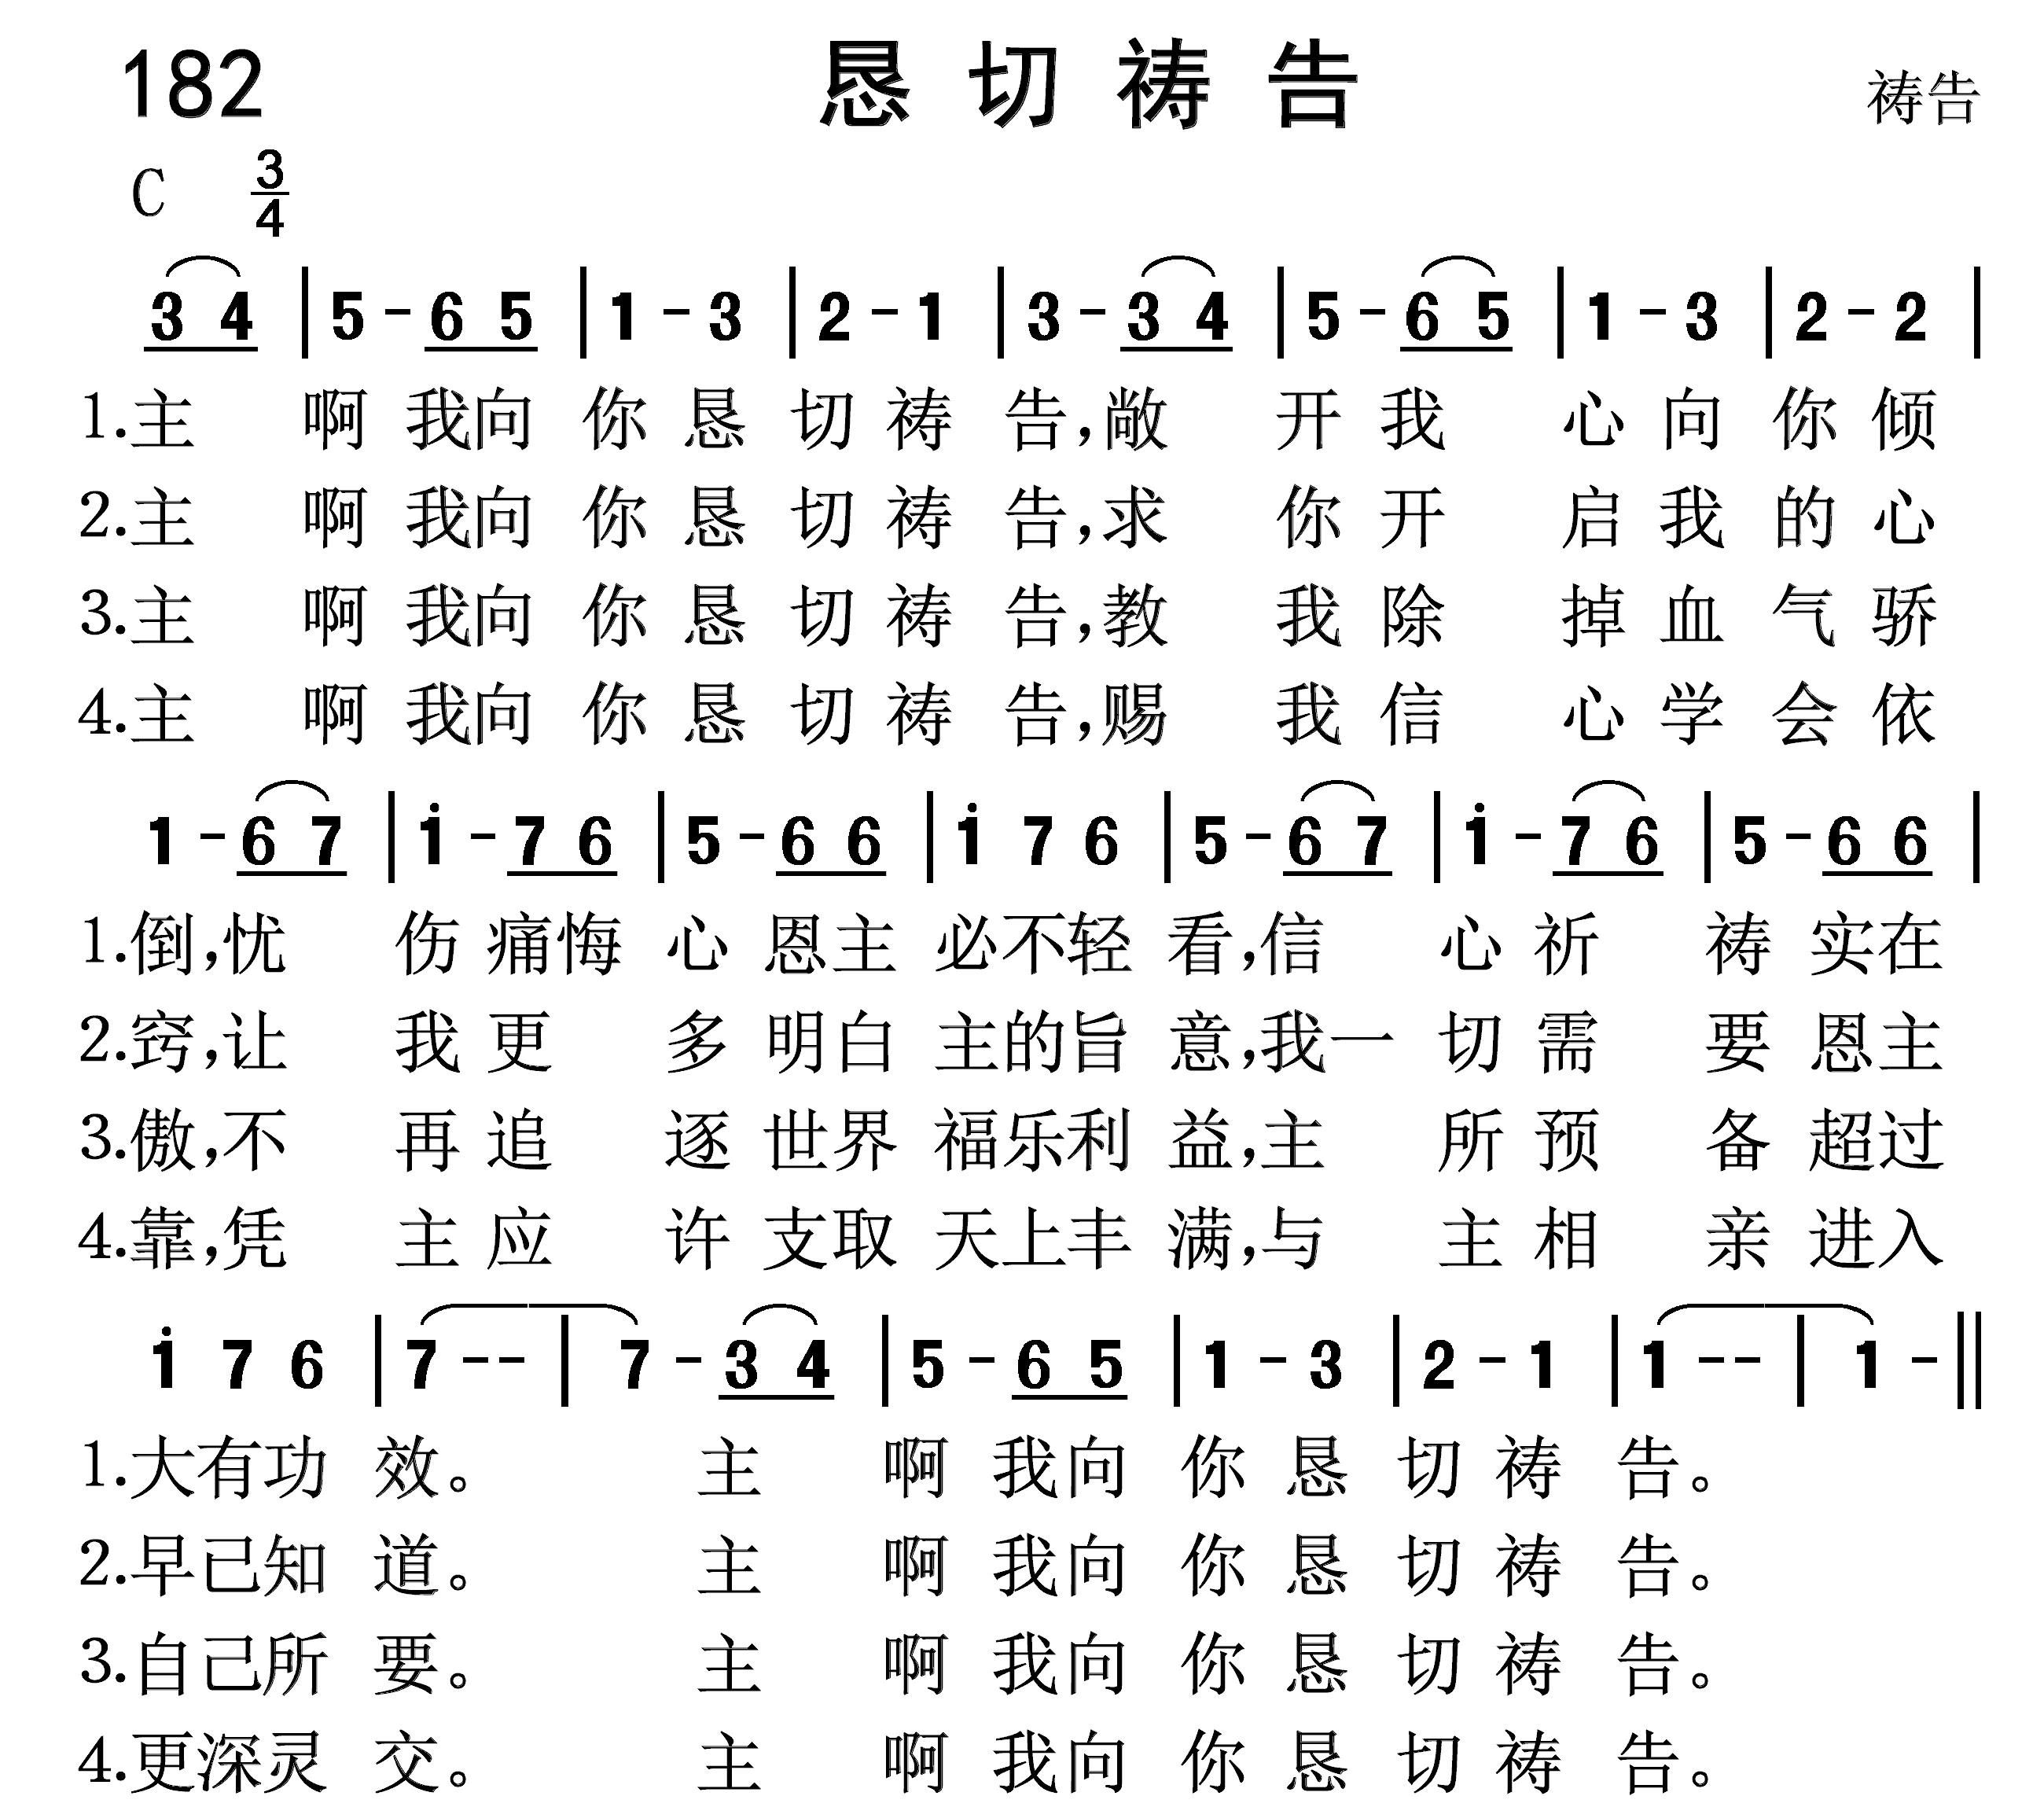 182 恳切祷告 祷告
C 3/4
3 4 | 5 - 6 5 | 1 - 3 | 2 - 1 | 3 - 3 4 | 5 - 6 5 | 1 - 3 | 2 - 2 |
1.主 啊 我向 你 恳 切 祷 告,敞 开 我 心 向 你 倾
2.主 啊 我向 你 恳 切 祷 告,求 你 开 启 我 的 心
3.主 啊 我向 你 恳 切 祷 告,教 我 除 掉 血 气 骄
4.主 啊 我向 你 恳 切 祷 告,赐 我 信 心 学 会 依
1 - 6 7 | i - 7 6 | 5 - 6 6 | i 7 6 | 5 - 6 7 | i - 7 6 | 5 - 6 6 |
1.倒,忧 伤 痛悔 心 恩主 必不轻 看,信 心 祈 祷 实在
2.窍,让 我 更 多 明白 主的旨 意,我一 切 需 要 恩主
3.傲,不 再 追 逐 世界 福乐利 益,主 所 预 备 超过
4.靠,凭 主 应 许 支取 天上丰 满,与 主 相 亲 进入
i 7 6 | 7 - - | 7 - 3 4 | 5 - 6 5 | 1 - 3 | 2 - 1 | 1 - - | 1 - ||
1.大有功 效。 主 啊 我向 你 恳 切 祷 告。
2.早已知 道。 主 啊 我向 你 恳 切 祷 告。
3.自己所 要。 主 啊 我向 你 恳 切 祷 告。
4.更深灵 交。 主 啊 我向 你 恳 切 祷 告。